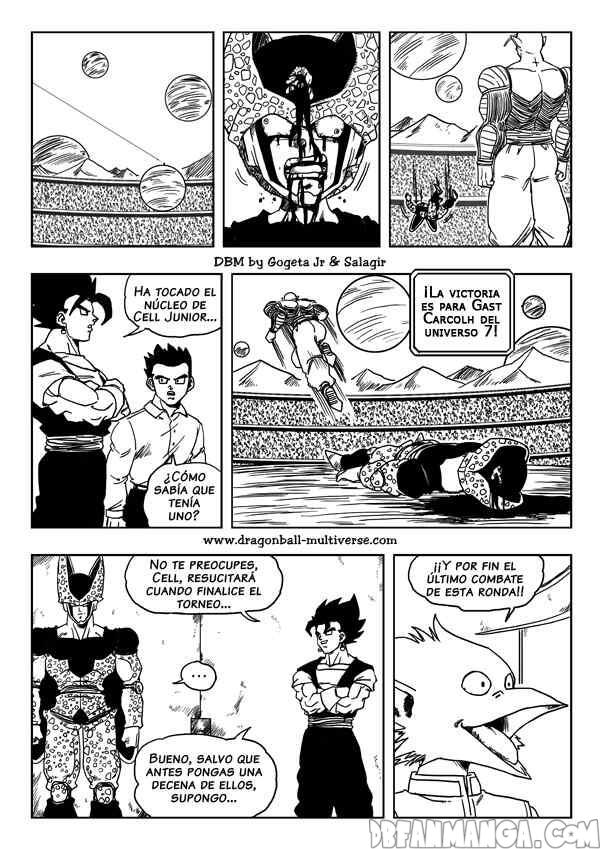 DBM by Gogeta Jr & Salagir
Ha tocado el
núcleo de
Cell Junior...
¿Cómo
sabía que
tenía
uno?
¡La victoria
es para Gast
Carcolh del
universo 7!
www.dragonball-multiverse.com
No te preocupes,
Cell, resucitará
cuando finalice el
torneo...
...
Bueno, salvo que
antes pongas una
decena de ellos,
supongo...
¡¡Y por fin el
último combate
de esta ronda!!
DBFANMANGA.COM